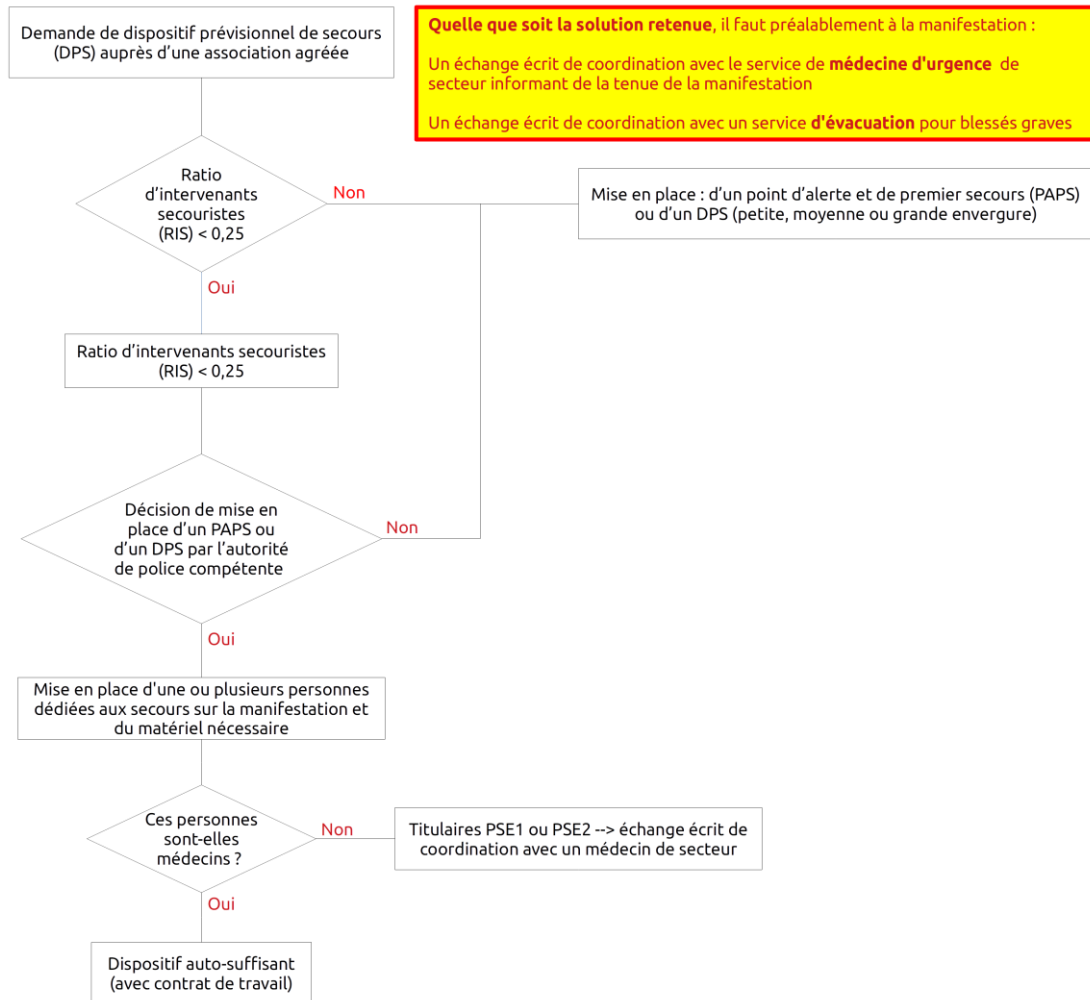 Demande de dispositif prévisionnel de secours
(DPS) auprès d'une association agréée
Quelle que soit la solution retenue, il faut préalablement à la manifestation :
Un échange écrit de coordination avec le service de médecine d'urgence de
secteur informant de la tenue de la manifestation
Un échange écrit de coordination avec un service d'évacuation pour blessés graves
Ratio
d'intervenants
secouristes
(RIS) < 0,25
Non
Mise en place : d'un point d'alerte et de premier secours (PAPS)
ou d'un DPS (petite, moyenne ou grande envergure)
Oui
Ratio d'intervenants secouristes
(RIS) < 0,25
Décision de mise en
place d'un PAPS ou
d'un DPS par l'autorité
de police compétente
Non
Oui
Mise en place d'une ou plusieurs personnes
dédiées aux secours sur la manifestation et
du matériel nécessaire
Ces personnes
sont-elles
médecins ?
Non
Titulaires PSE1 ou PSE2 --> échange écrit de
coordination avec un médecin de secteur
Oui
Dispositif auto-suffisant
(avec contrat de travail)